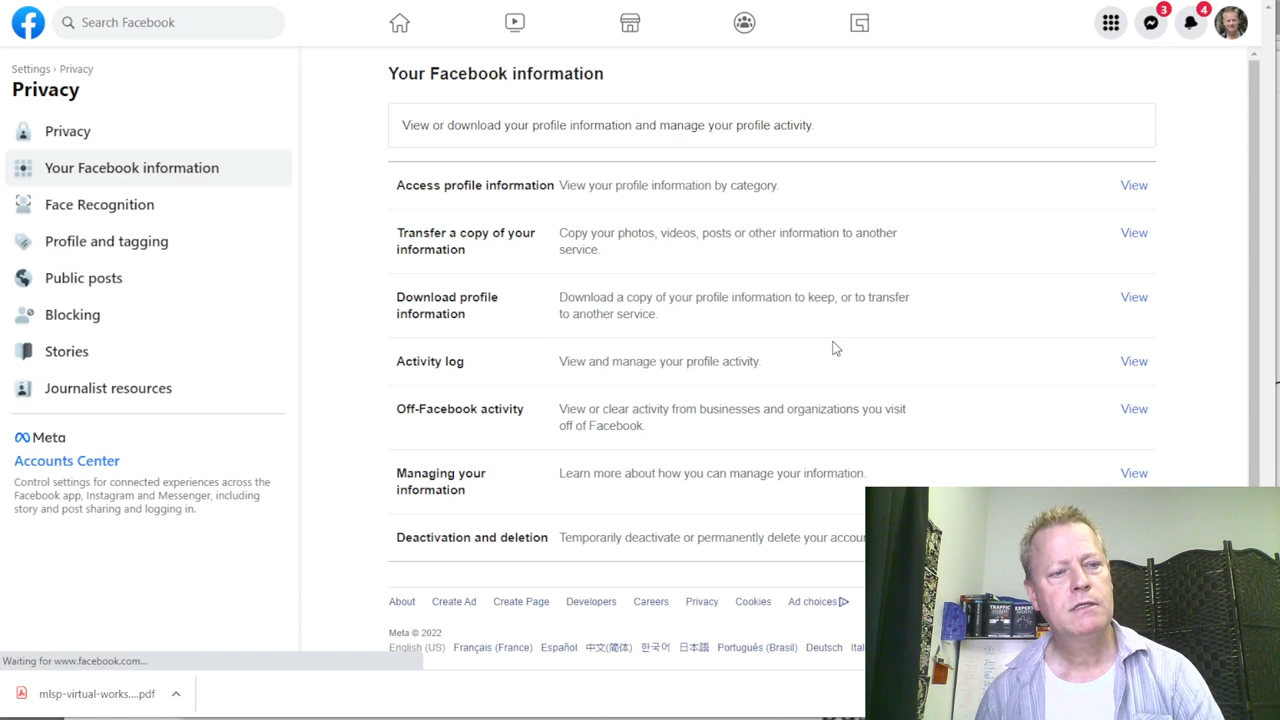 Search Facebook
3
4
Settings › Privacy
Privacy
Privacy
Your Facebook information
Face Recognition
Profile and tagging
Public posts
Blocking
Stories
Journalist resources
Meta
Accounts Center
Control settings for connected experiences across the
Facebook app, Instagram and Messenger, including
story and post sharing and logging in.
Your Facebook information
View or download your profile information and manage your profile activity.
Access profile information View your profile information by category. View
Transfer a copy of your
information
Copy your photos, videos, posts or other information to another
service.
View
Download profile
information
Download a copy of your profile information to keep, or to transfer
to another service.
View
Activity log View and manage your profile activity. View
Off-Facebook activity
View or clear activity from businesses and organizations you visit
off of Facebook.
View
Managing your
information
Learn more about how you can manage your information.
View
Deactivation and deletion Temporarily deactivate or permanently delete your accou
About Create Ad Create Page Developers Careers Privacy Cookies Ad choices
Meta © 2022
English (US) Français (France) Español 中文(简体) 한국어 日本語 Português (Brasil) Deutsch Ital
TRAFFIC
EXPERT
Waiting for www.facebook.com...
mlsp-virtual-works....pdf